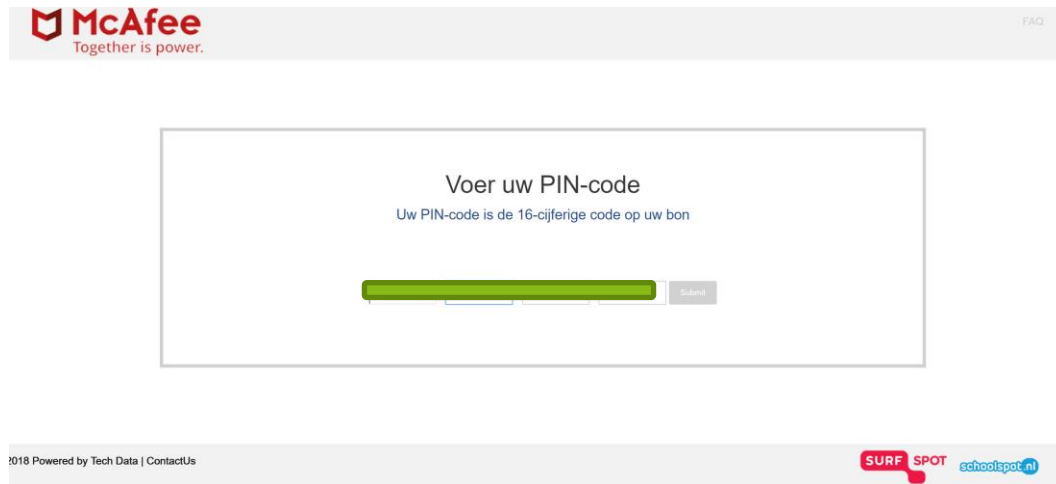 McAfee
FAQ
Together is power.
Voer uw PIN-code
Uw PIN-code is de 16-cijferige code op uw bon
Submit
2018 Powered by Tech Data | ContactUs
SURF SPOT
schoolspot.nl